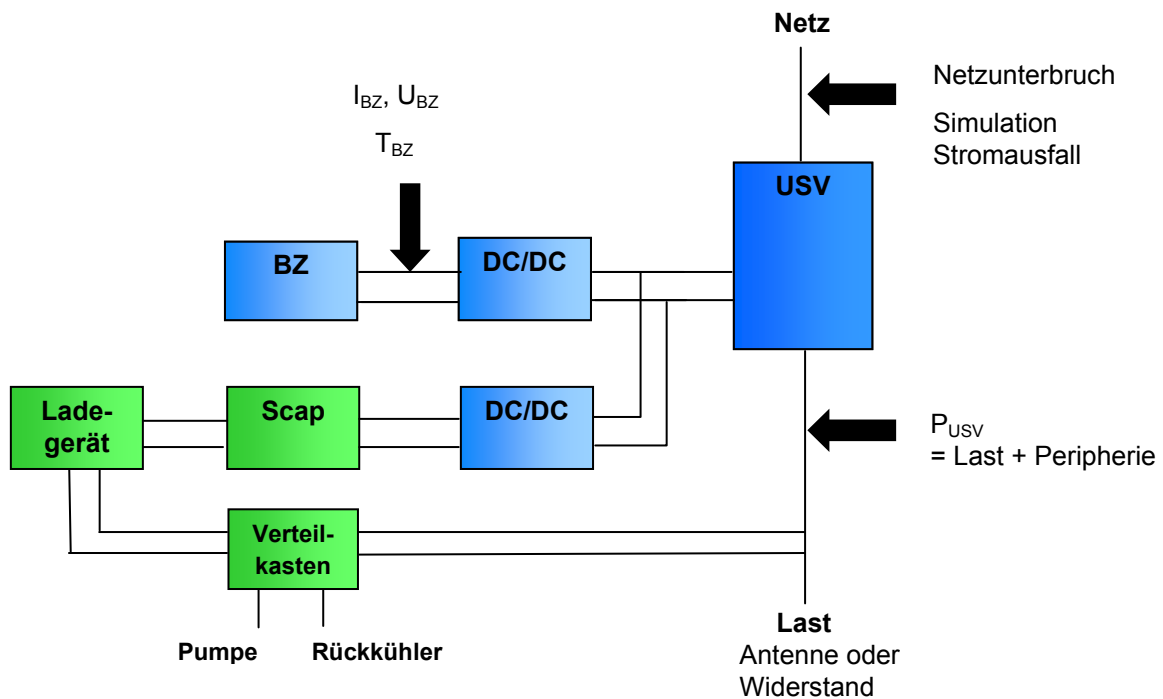 Netz
Netzunterbruch
Simulation
Stromausfall
I_BZ, U_BZ
T_BZ
USV
BZ
DC/DC
Lade-
gerät
Scap
DC/DC
P_USV
= Last + Peripherie
Verteil-
kasten
Pumpe
Rückkühler
Last
Antenne oder
Widerstand